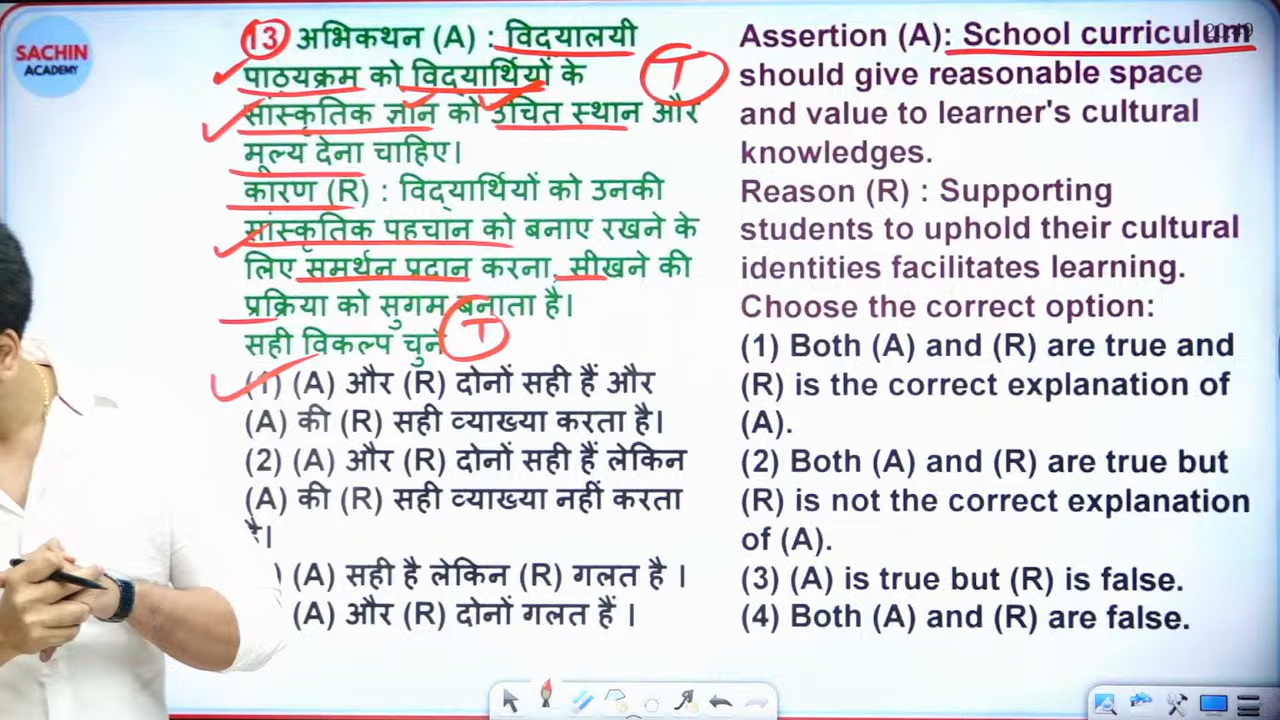 SACHIN
ACADEMY
13 अभिकथन (A) : विद्यालयी
पाठ्यक्रम को विद्यार्थियों के
सांस्कृतिक ज्ञान को उचित स्थान और
मूल्य देना चाहिए।
कारण (R) : विद्यार्थियों को उनकी
सांस्कृतिक पहचान को बनाए रखने के
लिए समर्थन प्रदान करना, सीखने की
प्रक्रिया को सुगम बनाता है।
सही विकल्प चुनें
(1) (A) और (R) दोनों सही हैं और
(A) की (R) सही व्याख्या करता है।
(2) (A) और (R) दोनों सही हैं लेकिन
(A) की (R) सही व्याख्या नहीं करता
है।
) (A) सही है लेकिन (R) गलत है ।
(A) और (R) दोनों गलत हैं ।
T
T
Assertion (A): School curriculum
should give reasonable space
and value to learner's cultural
knowledges.
Reason (R) : Supporting
students to uphold their cultural
identities facilitates learning.
Choose the correct option:
(1) Both (A) and (R) are true and
(R) is the correct explanation of
(A).
(2) Both (A) and (R) are true but
(R) is not the correct explanation
of (A).
(3) (A) is true but (R) is false.
(4) Both (A) and (R) are false.